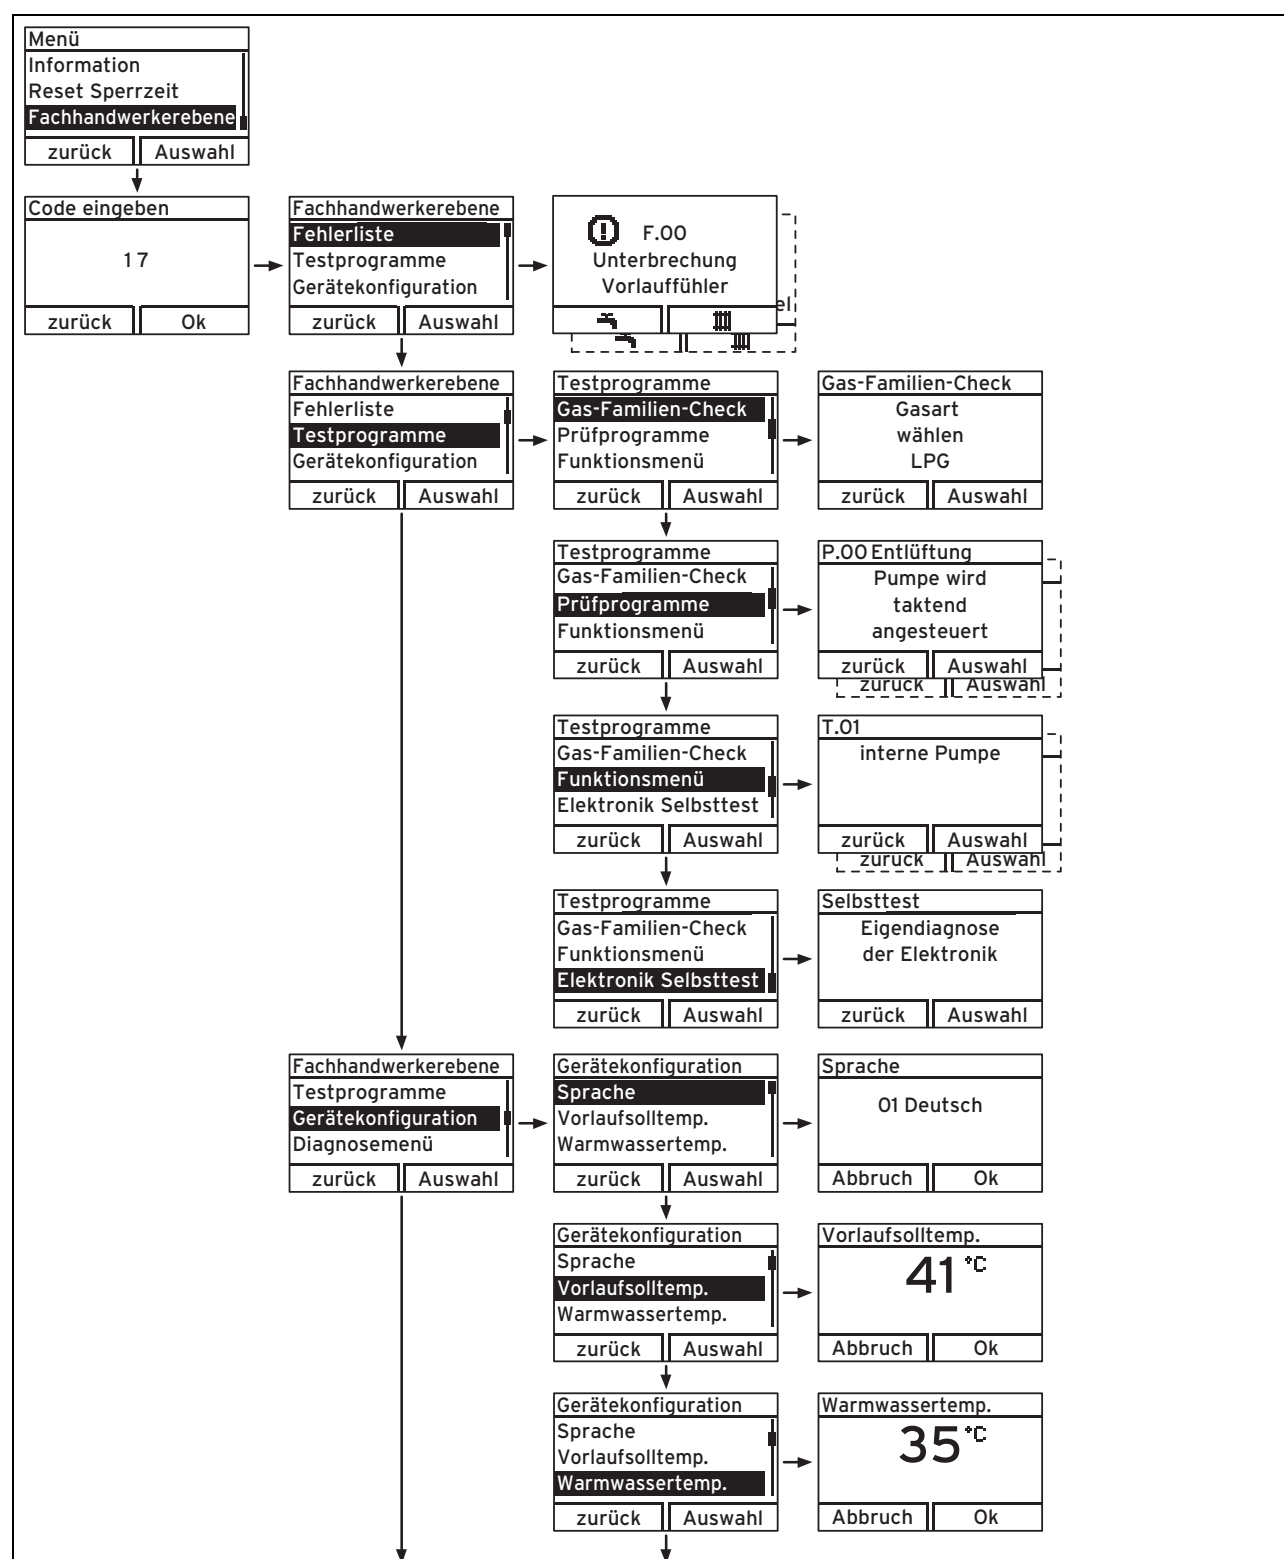 Menü
Information
Reset Sperrzeit
Fachhandwerkerebene
zurück Auswahl
Code eingeben
17
zurück Ok
Fachhandwerkerebene
Fehlerliste
Testprogramme
Gerätekonfiguration
zurück Auswahl
F.00
Unterbrechung
Vorlauffühler
el
Fachhandwerkerebene
Fehlerliste
Testprogramme
Gerätekonfiguration
zurück Auswahl
Testprogramme
Gas-Familien-Check
Prüfprogramme
Funktionsmenü
zurück Auswahl
Gas-Familien-Check
Gasart
wählen
LPG
zurück Auswahl
Testprogramme
Gas-Familien-Check
Prüfprogramme
Funktionsmenü
zurück Auswahl
P.00 Entlüftung
Pumpe wird
taktend
angesteuert
zurück Auswahl
zurück Auswahl
Testprogramme
Gas-Familien-Check
Funktionsmenü
Elektronik Selbsttest
zurück Auswahl
T.01
interne Pumpe
zurück Auswahl
zurück Auswahl
Testprogramme
Gas-Familien-Check
Funktionsmenü
Elektronik Selbsttest
zurück Auswahl
Selbsttest
Eigendiagnose
der Elektronik
zurück Auswahl
Fachhandwerkerebene
Testprogramme
Gerätekonfiguration
Diagnosemenü
zurück Auswahl
Gerätekonfiguration
Sprache
Vorlaufsolltemp.
Warmwassertemp.
zurück Auswahl
Sprache
01 Deutsch
Abbruch Ok
Gerätekonfiguration
Sprache
Vorlaufsolltemp.
Warmwassertemp.
zurück Auswahl
Vorlaufsolltemp.
41 °C
Abbruch Ok
Gerätekonfiguration
Sprache
Vorlaufsolltemp.
Warmwassertemp.
zurück Auswahl
Warmwassertemp.
35 °C
Abbruch Ok